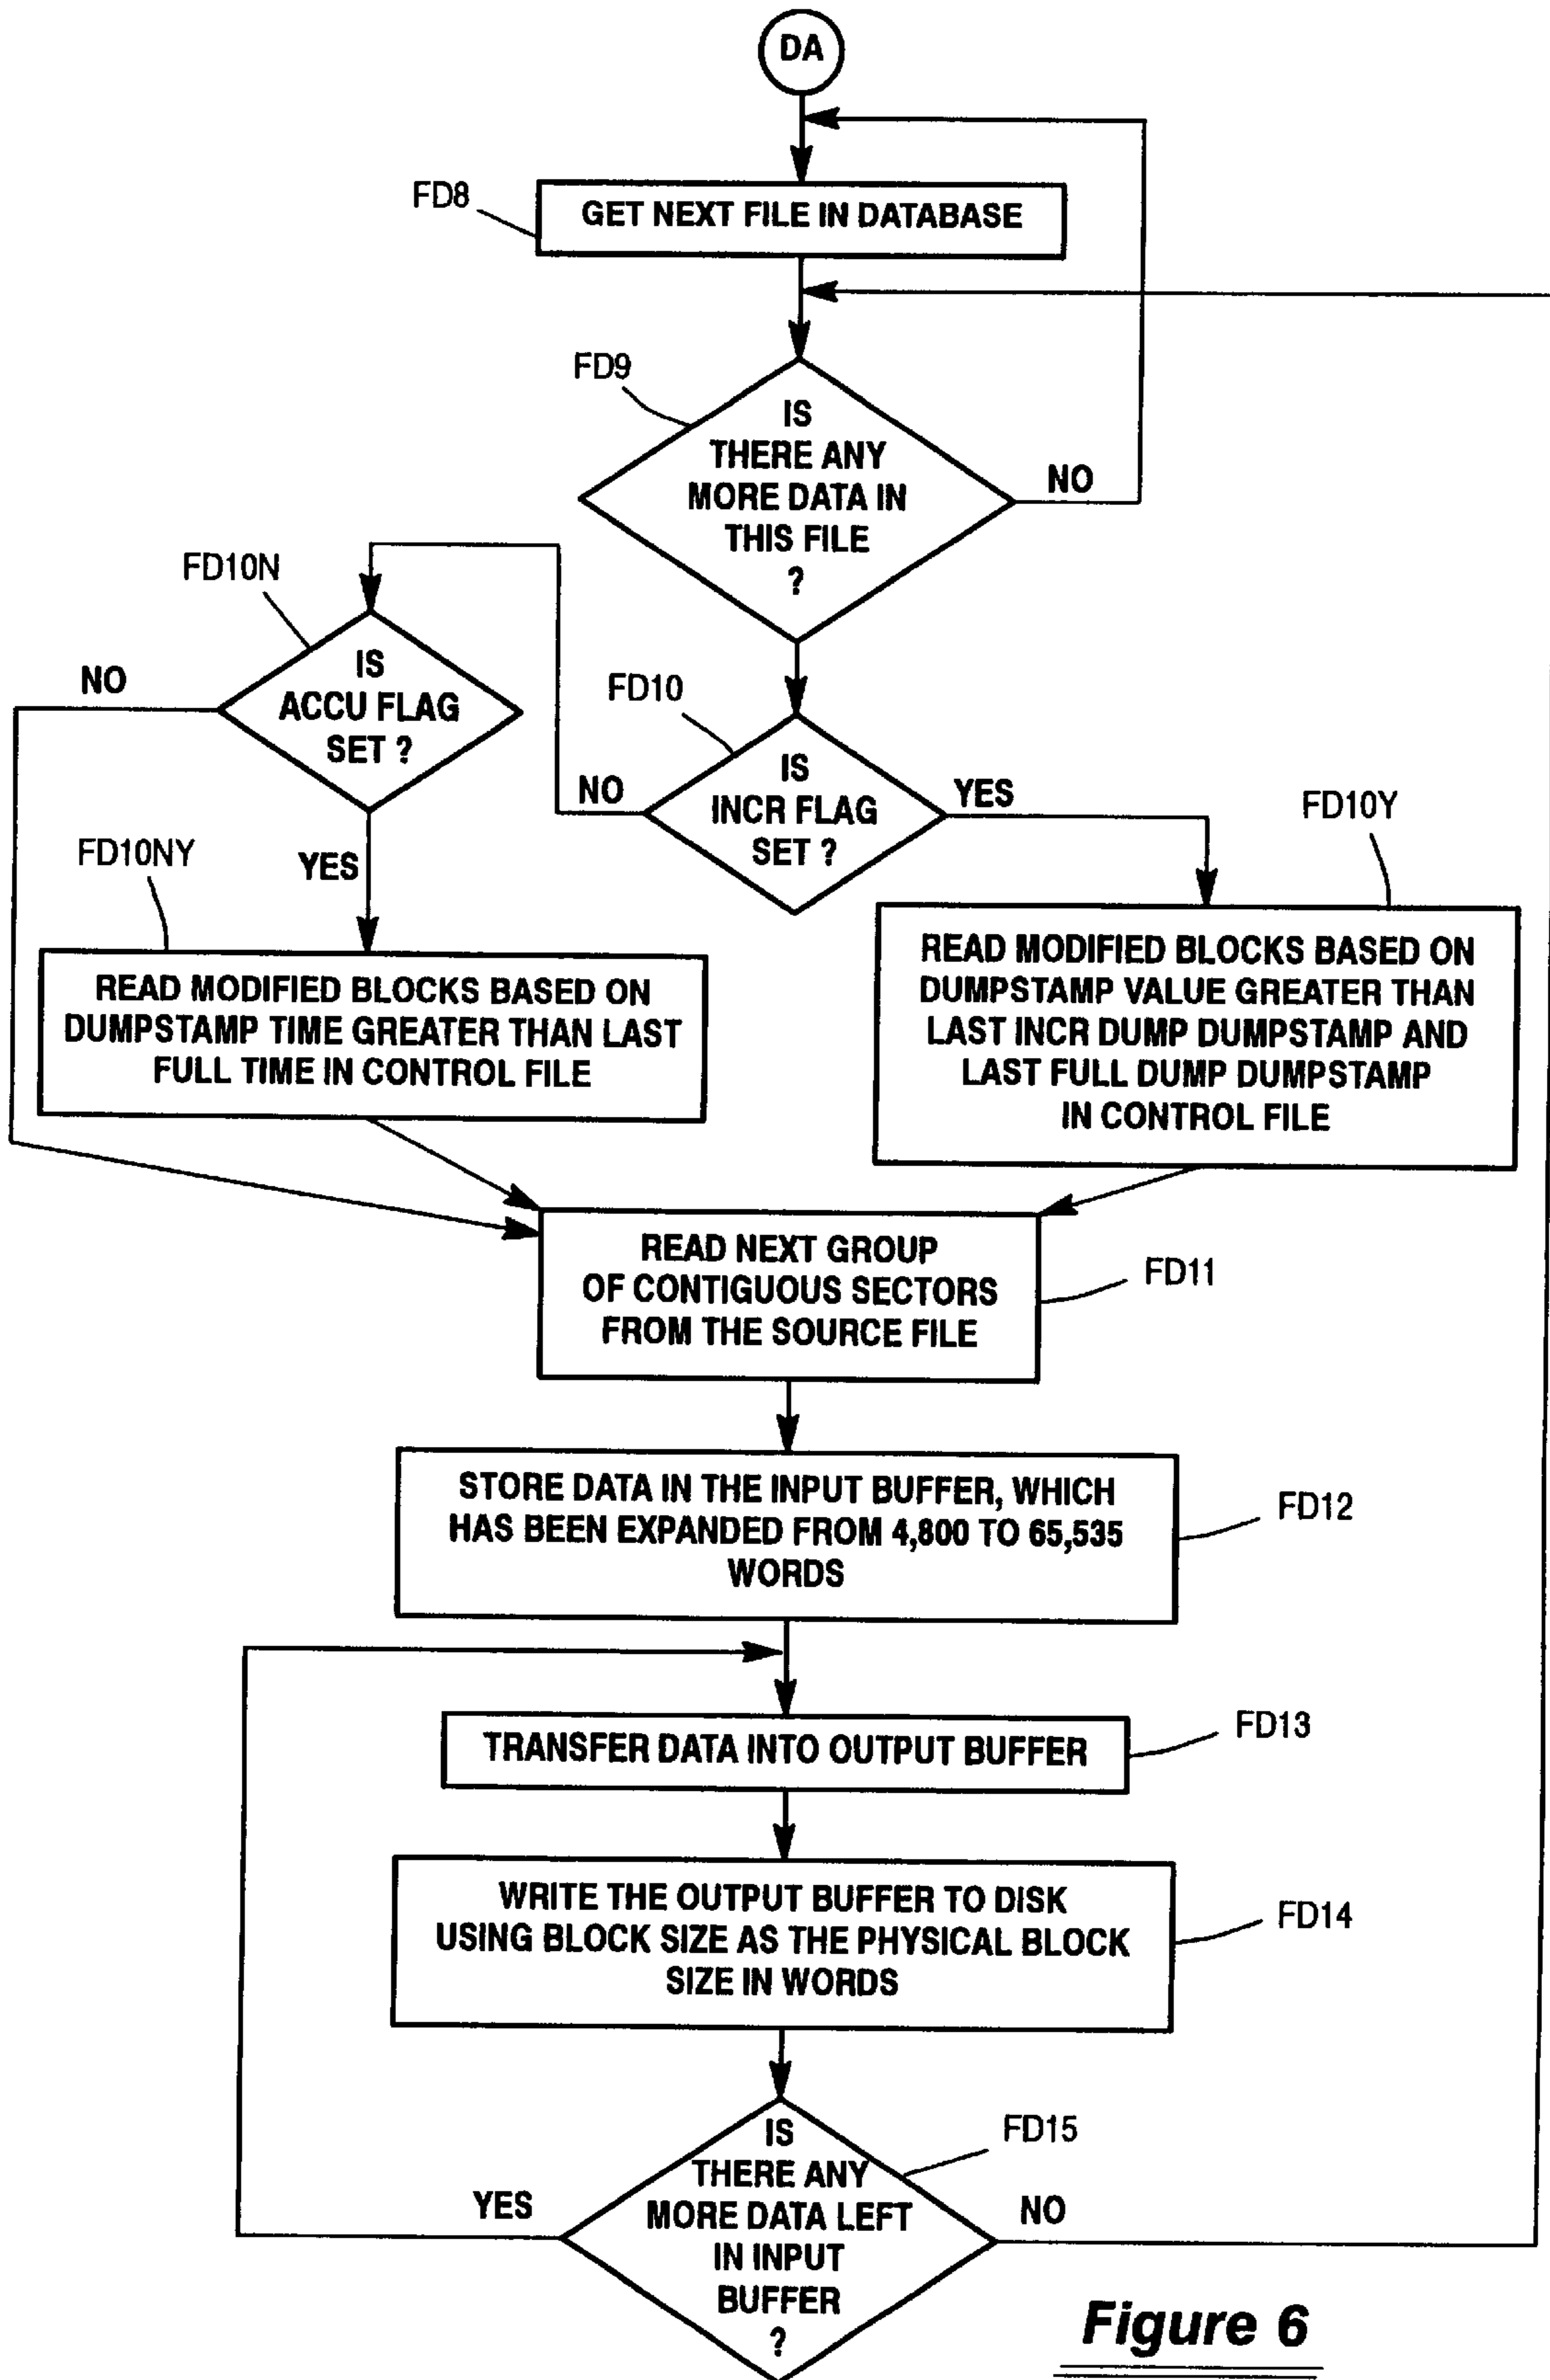 DA
FD8
GET NEXT FILE IN DATABASE
FD9
IS
THERE ANY
MORE DATA IN
THIS FILE
?
NO
FD10N
IS
ACCU FLAG
SET ?
NO
YES
FD10
IS
INCR FLAG
SET ?
NO
YES
FD10NY
READ MODIFIED BLOCKS BASED ON
DUMPSTAMP TIME GREATER THAN LAST
FULL TIME IN CONTROL FILE
FD10Y
READ MODIFIED BLOCKS BASED ON
DUMPSTAMP VALUE GREATER THAN
LAST INCR DUMP DUMPSTAMP AND
LAST FULL DUMP DUMPSTAMP
IN CONTROL FILE
READ NEXT GROUP
OF CONTIGUOUS SECTORS
FROM THE SOURCE FILE
FD11
STORE DATA IN THE INPUT BUFFER, WHICH
HAS BEEN EXPANDED FROM 4,800 TO 65,535
WORDS
FD12
TRANSFER DATA INTO OUTPUT BUFFER
FD13
WRITE THE OUTPUT BUFFER TO DISK
USING BLOCK SIZE AS THE PHYSICAL BLOCK
SIZE IN WORDS
FD14
IS
THERE ANY
MORE DATA LEFT
IN INPUT
BUFFER
?
FD15
YES
NO
Figure 6